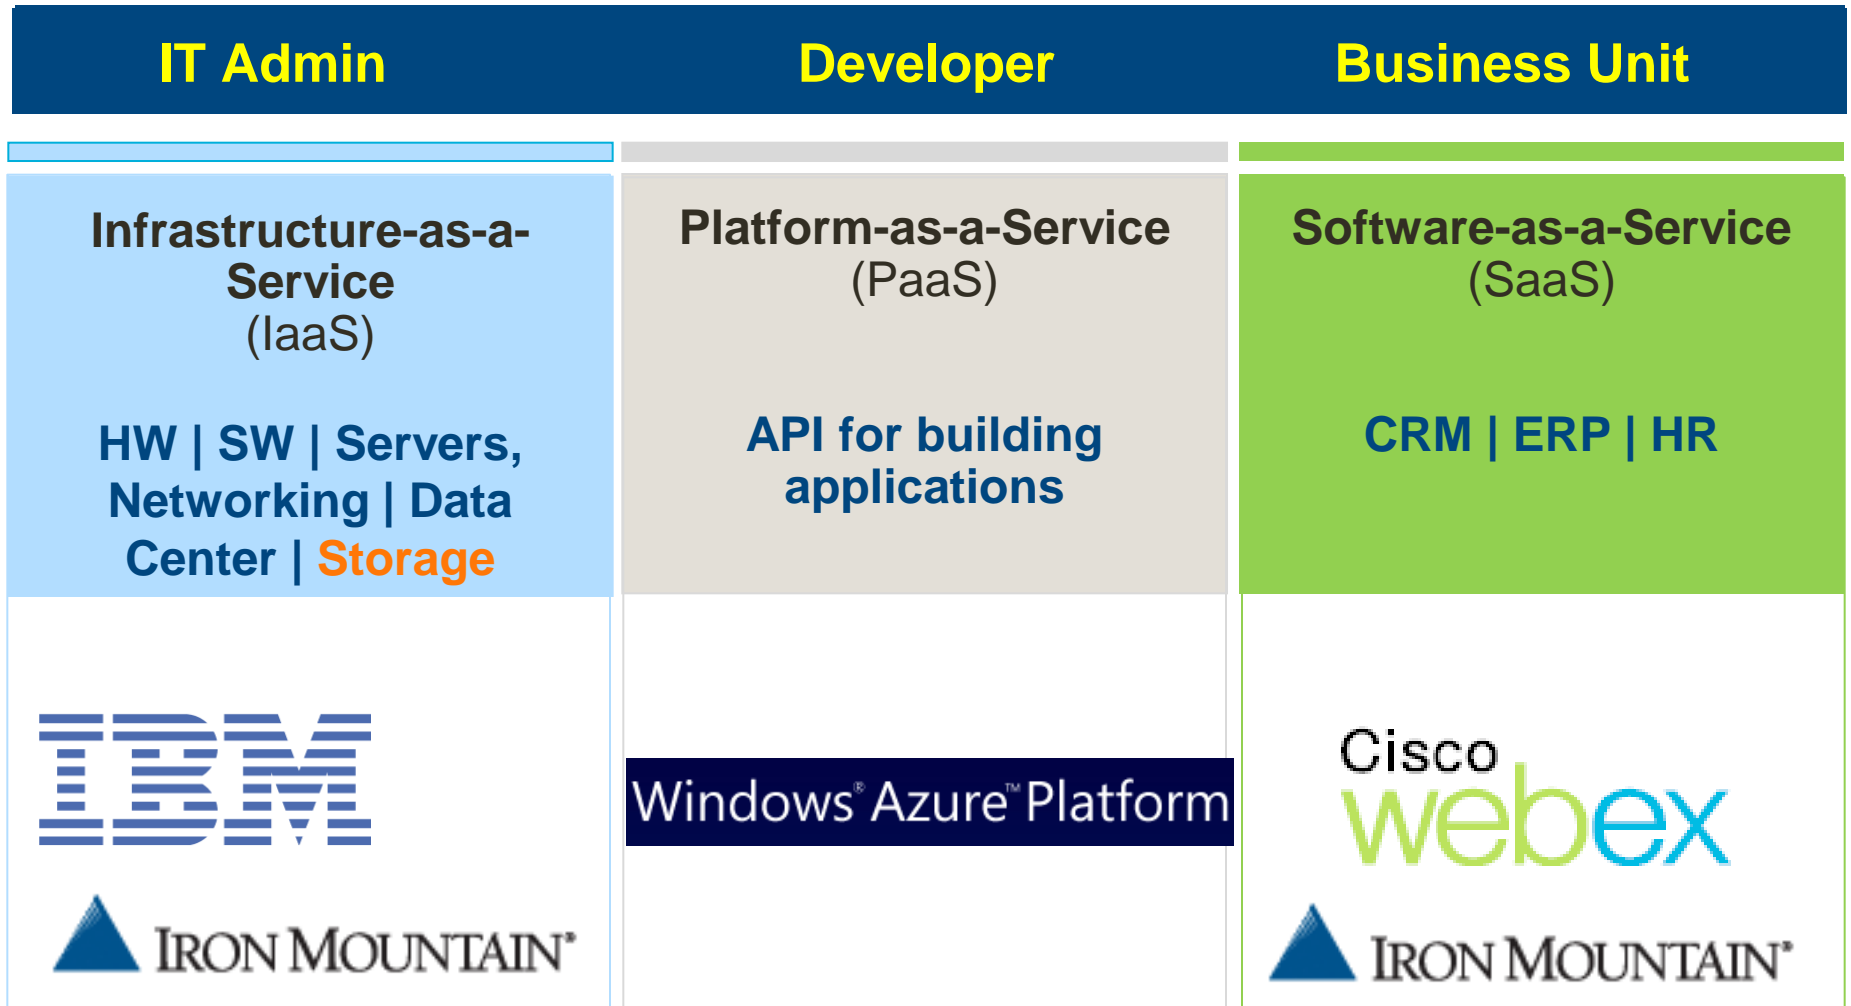 IT Admin
Developer
Business Unit
Infrastructure-as-a-
Service
(IaaS)
HW | SW | Servers,
Networking | Data
Center | Storage
IBM
IRON MOUNTAIN®
Platform-as-a-Service
(PaaS)
API for building
applications
Windows® Azure™ Platform
Software-as-a-Service
(SaaS)
CRM | ERP | HR
Cisco
webex
IRON MOUNTAIN®